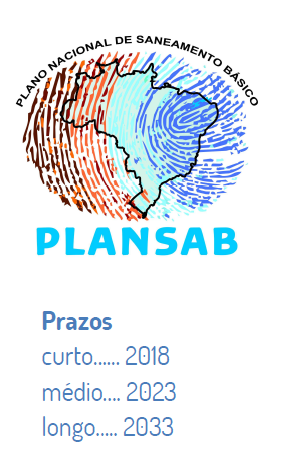 PLANO NACIONAL DE SANEAMENTO BÁSICO
PLANSAB
Prazos
curto...... 2018
médio.... 2023
longo..... 2033